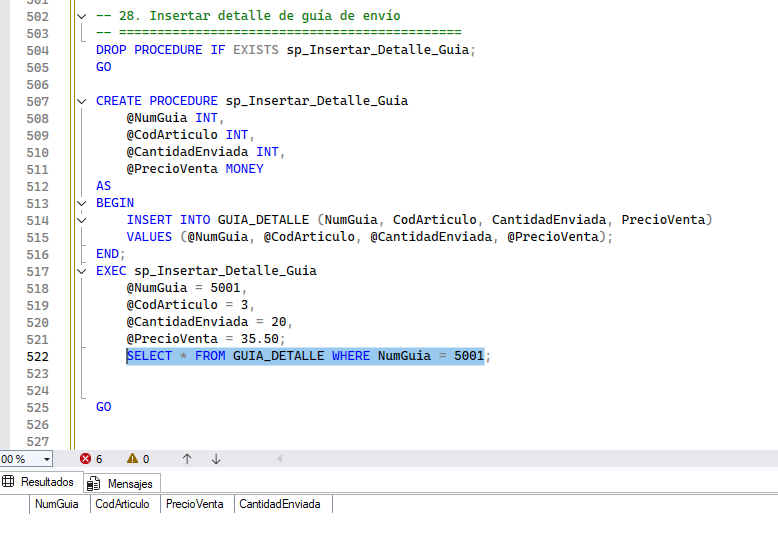 501
502 -- 28. Insertar detalle de guía de envío
503 -- =============================================
504 DROP PROCEDURE IF EXISTS sp_Insertar_Detalle_Guia;
505 GO
506
507 CREATE PROCEDURE sp_Insertar_Detalle_Guia
508 @NumGuia INT,
509 @CodArticulo INT,
510 @CantidadEnviada INT,
511 @PrecioVenta MONEY
512 AS
513 BEGIN
514 INSERT INTO GUIA_DETALLE (NumGuia, CodArticulo, CantidadEnviada, PrecioVenta)
515 VALUES (@NumGuia, @CodArticulo, @CantidadEnviada, @PrecioVenta);
516 END;
517 EXEC sp_Insertar_Detalle_Guia
518 @NumGuia = 5001,
519 @CodArticulo = 3,
520 @CantidadEnviada = 20,
521 @PrecioVenta = 35.50;
522 SELECT * FROM GUIA_DETALLE WHERE NumGuia = 5001;
523
524
525 GO
526
527
00 % 6 0
Resultados Mensajes
NumGuia CodArticulo PrecioVenta CantidadEnviada